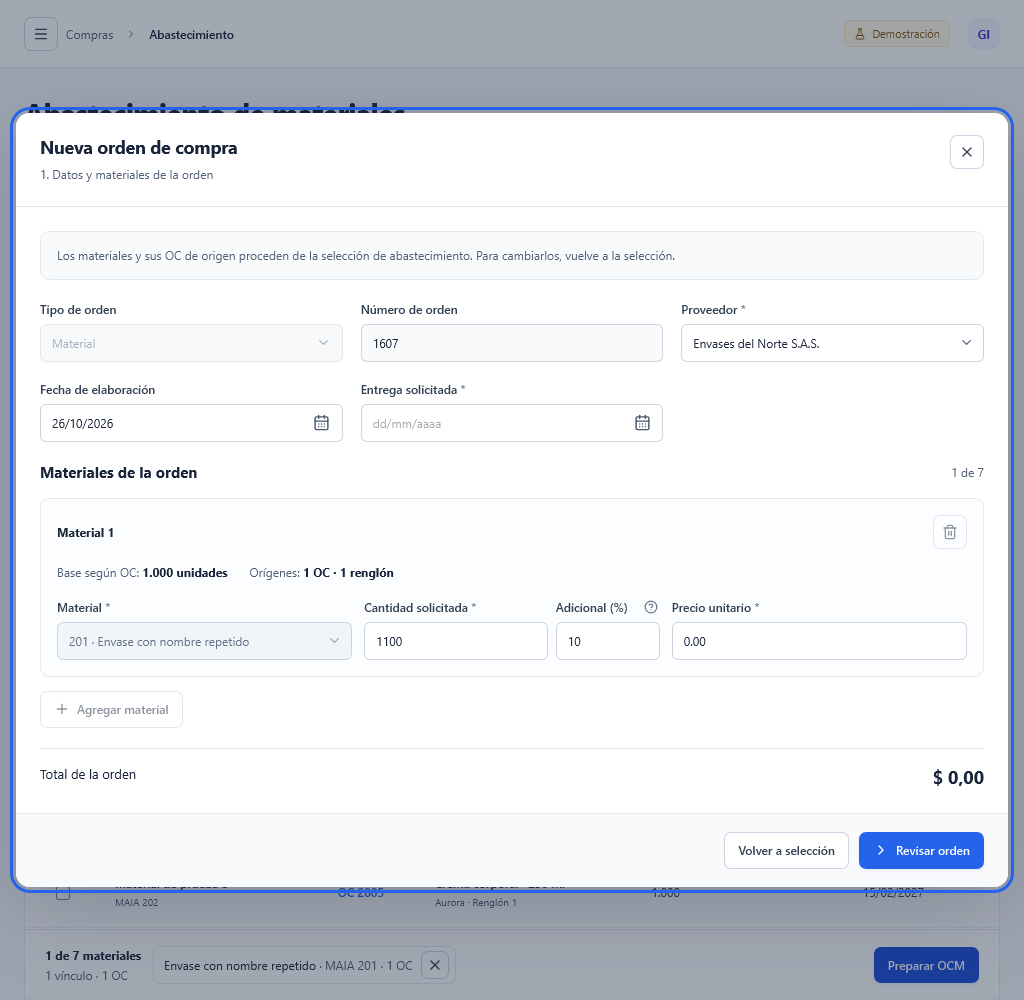 Compras > Abastecimiento
Demostración
GI
Abastecimiento de materiales
Nueva orden de compra
1. Datos y materiales de la orden
Los materiales y sus OC de origen proceden de la selección de abastecimiento. Para cambiarlos, vuelve a la selección.
Tipo de orden
Número de orden
Proveedor *
Material
1607
Envases del Norte S.A.S.
Fecha de elaboración
Entrega solicitada *
26/10/2026
dd/mm/aaaa
Materiales de la orden
1 de 7
Material 1
Base según OC: 1.000 unidades
Orígenes: 1 OC · 1 renglón
Material *
Cantidad solicitada *
Adicional (%)
Precio unitario *
201 · Envase con nombre repetido
1100
10
0.00
Agregar material
Total de la orden
$ 0,00
Volver a selección
Revisar orden
OC 2805
1.000
15/02/2027
MAIA 202
Aurora · Renglón 1
1 de 7 materiales
1 vínculo · 1 OC
Envase con nombre repetido · MAIA 201 · 1 OC
Preparar OCM